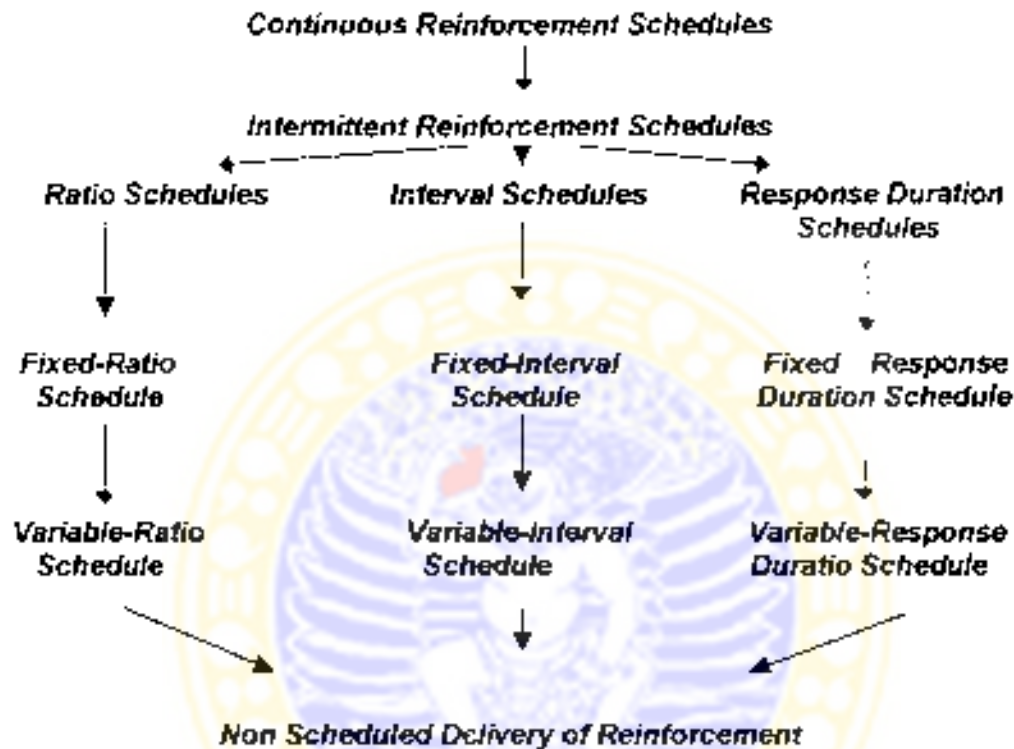 Continuous Reinforcement Schedules
Intermittent Reinforcement Schedules
Ratio Schedules
Interval Schedules
Response Duration
Schedules
Fixed-Ratio
Schedule
Fixed-Interval
Schedule
Fixed Response
Duration Schedule
Variable-Ratio
Schedule
Variable-Interval
Schedule
Variable-Response
Duratio Schedule
Non Scheduled Delivery of Reinforcement